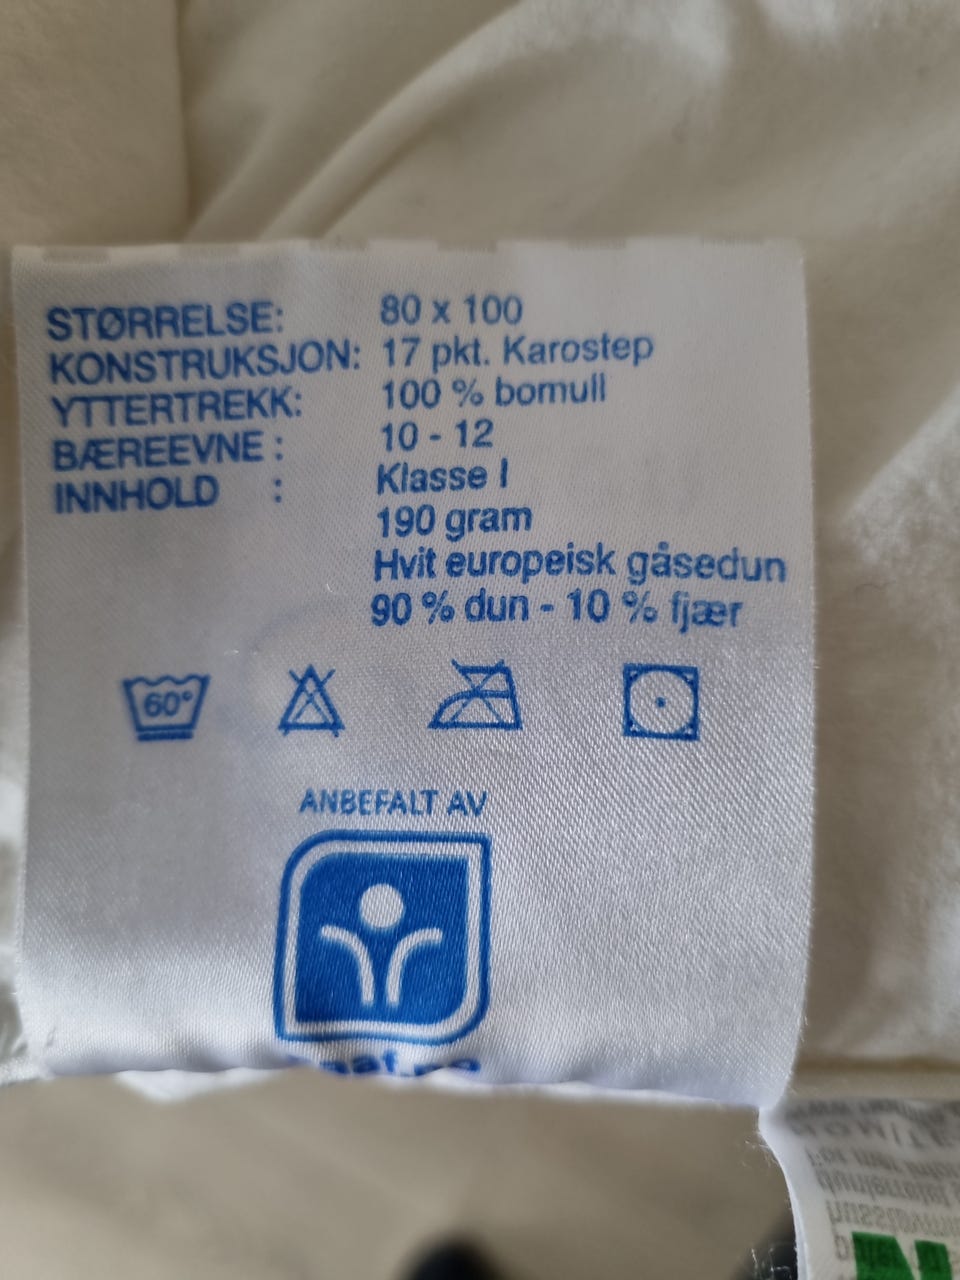 STØRRELSE: 80 x 100
KONSTRUKSJON: 17 pkt. Karostep
YTTERTREKK: 100 % bomull
BÆREEVNE : 10 - 12
INNHOLD : Klasse I
190 gram
Hvit europeisk gåsedun
90 % dun - 10 % fjær
60°
ANBEFALT AV